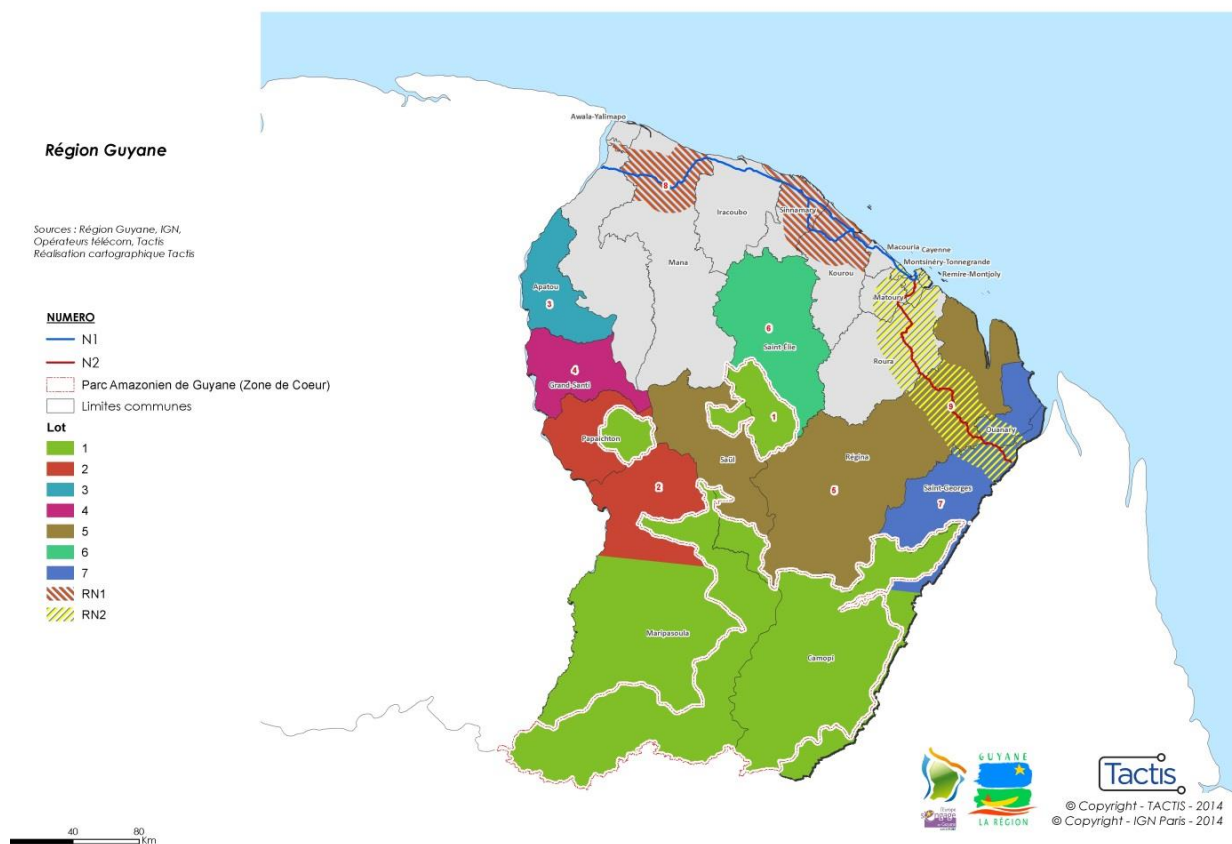 Région Guyane
Sources : Région Guyane, IGN,
Opérateurs télécom, Tactis
Réalisation cartographique Tactis
NUMERO
N1
N2
Parc Amazonien de Guyane (Zone de Coeur)
Limites communes
Lot
1
2
3
4
5
6
7
RN1
RN2
40
80
Km
Awala-Yalimapo
8
Iracoubo
Sinnamary
Mana
Kourou
Macouria
Cayenne
Montsinéry-Tonnegrande
Remire-Montjoly
Matoury
Apatou
3
6
Saint-Élie
Roura
4
Grand-Santi
9
Ouanary
1
Papaïchton
Saül
Régina
2
Saint-Georges
7
Maripasoula
Camopi
GUYANE
LA RÉGION
l'Europe
s'engage
Tactis
© Copyright - TACTIS - 2014
© Copyright - IGN Paris - 2014